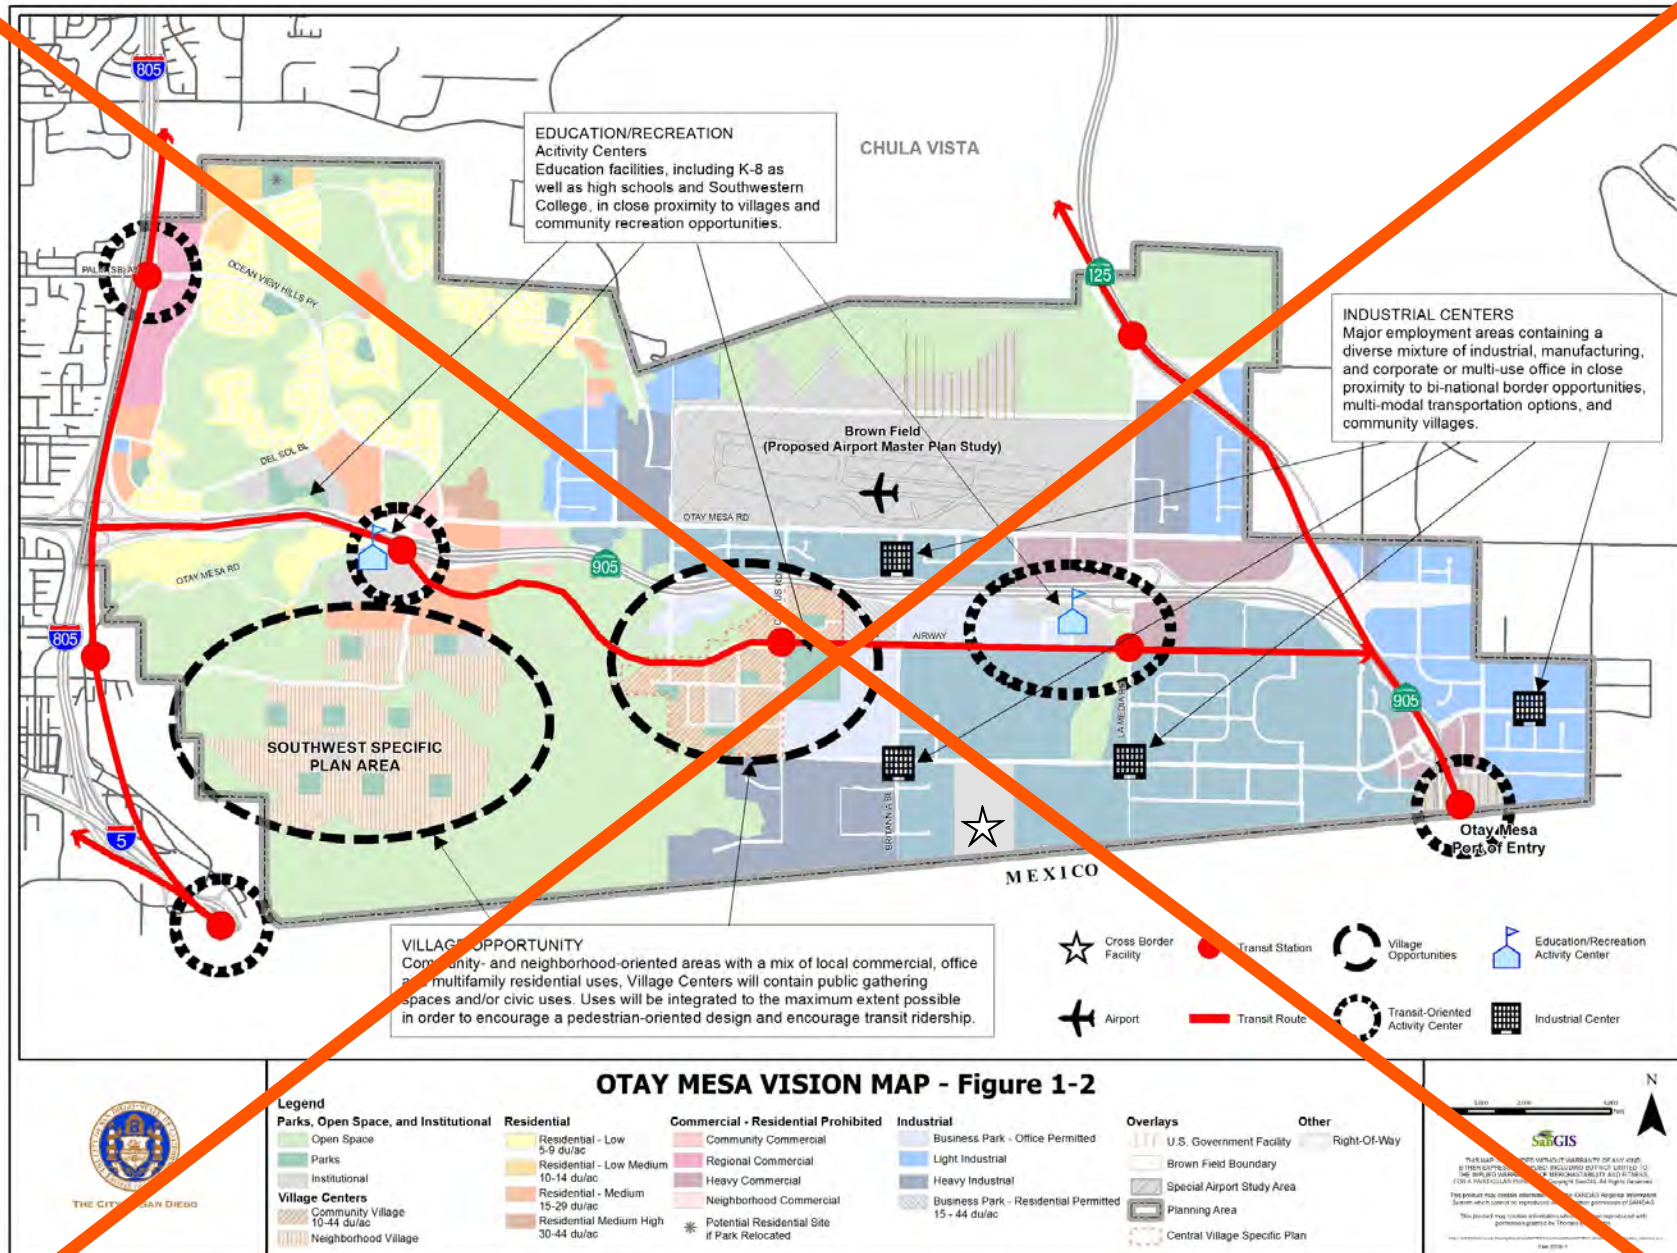 805
EDUCATION/RECREATION
Acitivity Centers
Education facilities, including K-8 as
well as high schools and Southwestern
College, in close proximity to villages and
community recreation opportunities.
CHULA VISTA
OCEAN VIEW HILLS PY
125
INDUSTRIAL CENTERS
Major employment areas containing a
diverse mixture of industrial, manufacturing,
and corporate or multi-use office in close
proximity to bi-national border opportunities,
multi-modal transportation options, and
community villages.
Brown Field
(Proposed Airport Master Plan Study)
DEL SOL BL
OTAY MESA RD
905
OTAY MESA RD
805
AIRWAY
LA MEDIA RD
905
SOUTHWEST SPECIFIC
PLAN AREA
BRITANNIA BL
5
Otay Mesa
Port of Entry
MEXICO
VILLAGE OPPORTUNITY
Community- and neighborhood-oriented areas with a mix of local commercial, office
and multifamily residential uses, Village Centers will contain public gathering
spaces and/or civic uses. Uses will be integrated to the maximum extent possible
in order to encourage a pedestrian-oriented design and encourage transit ridership.
Cross Border
Facility
Transit Station
Village
Opportunities
Education/Recreation
Activity Center
Airport
Transit Route
Transit-Oriented
Activity Center
Industrial Center
OTAY MESA VISION MAP - Figure 1-2
Legend
Parks, Open Space, and Institutional
Open Space
Parks
Institutional
Village Centers
Community Village
10-44 du/ac
Neighborhood Village
Residential
Residential - Low
5-9 du/ac
Residential - Low Medium
10-14 du/ac
Residential - Medium
15-29 du/ac
Residential Medium High
30-44 du/ac
Commercial - Residential Prohibited
Community Commercial
Regional Commercial
Heavy Commercial
Neighborhood Commercial
Potential Residential Site
if Park Relocated
Industrial
Business Park - Office Permitted
Light Industrial
Heavy Industrial
Business Park - Residential Permitted
15 - 44 du/ac
Overlays
U.S. Government Facility
Brown Field Boundary
Special Airport Study Area
Planning Area
Central Village Specific Plan
Other
Right-Of-Way
THE CITY SAN DIEGO
N
SanGIS